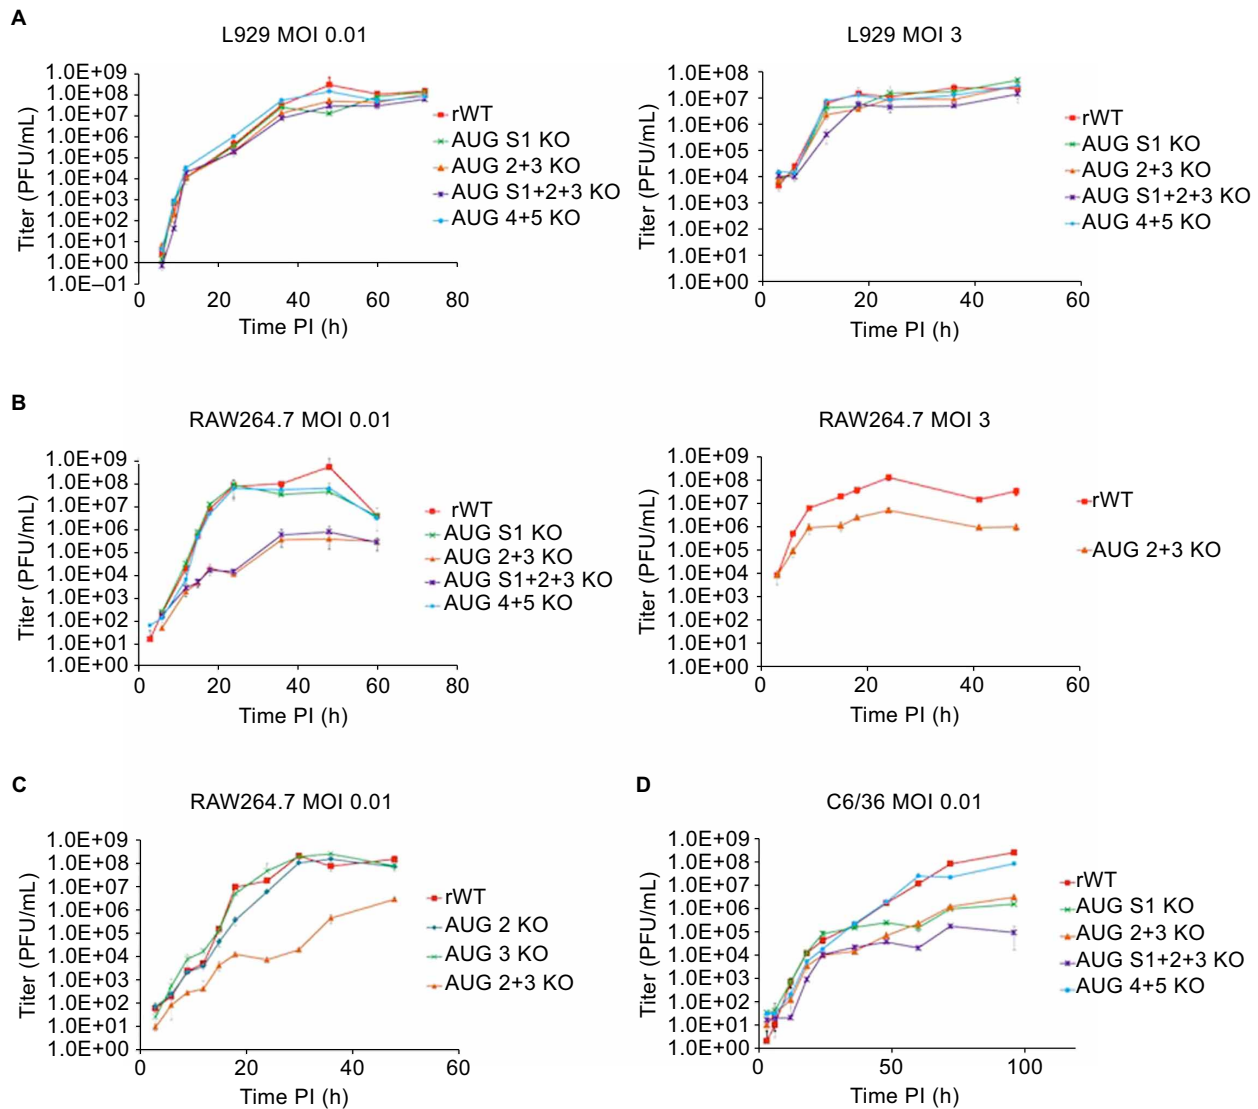 A
L929 MOI 0.01
Titer (PFU/mL)
1.0E+09
1.0E+08
1.0E+07
1.0E+06
1.0E+05
1.0E+04
1.0E+03
1.0E+02
1.0E+01
1.0E+00
1.0E–01
0 20 40 60 80
Time PI (h)
rWT
AUG S1 KO
AUG 2+3 KO
AUG S1+2+3 KO
AUG 4+5 KO
L929 MOI 3
Titer (PFU/mL)
1.0E+08
1.0E+07
1.0E+06
1.0E+05
1.0E+04
1.0E+03
1.0E+02
1.0E+01
1.0E+00
0 20 40 60
Time PI (h)
rWT
AUG S1 KO
AUG 2+3 KO
AUG S1+2+3 KO
AUG 4+5 KO
B
RAW264.7 MOI 0.01
Titer (PFU/mL)
1.0E+09
1.0E+08
1.0E+07
1.0E+06
1.0E+05
1.0E+04
1.0E+03
1.0E+02
1.0E+01
1.0E+00
0 20 40 60 80
Time PI (h)
rWT
AUG S1 KO
AUG 2+3 KO
AUG S1+2+3 KO
AUG 4+5 KO
RAW264.7 MOI 3
Titer (PFU/mL)
1.0E+09
1.0E+08
1.0E+07
1.0E+06
1.0E+05
1.0E+04
1.0E+03
1.0E+02
1.0E+01
1.0E+00
0 20 40 60
Time PI (h)
rWT
AUG 2+3 KO
C
RAW264.7 MOI 0.01
Titer (PFU/mL)
1.0E+09
1.0E+08
1.0E+07
1.0E+06
1.0E+05
1.0E+04
1.0E+03
1.0E+02
1.0E+01
1.0E+00
0 20 40 60
Time PI (h)
rWT
AUG 2 KO
AUG 3 KO
AUG 2+3 KO
D
C6/36 MOI 0.01
Titer (PFU/mL)
1.0E+09
1.0E+08
1.0E+07
1.0E+06
1.0E+05
1.0E+04
1.0E+03
1.0E+02
1.0E+01
1.0E+00
0 50 100
Time PI (h)
rWT
AUG S1 KO
AUG 2+3 KO
AUG S1+2+3 KO
AUG 4+5 KO